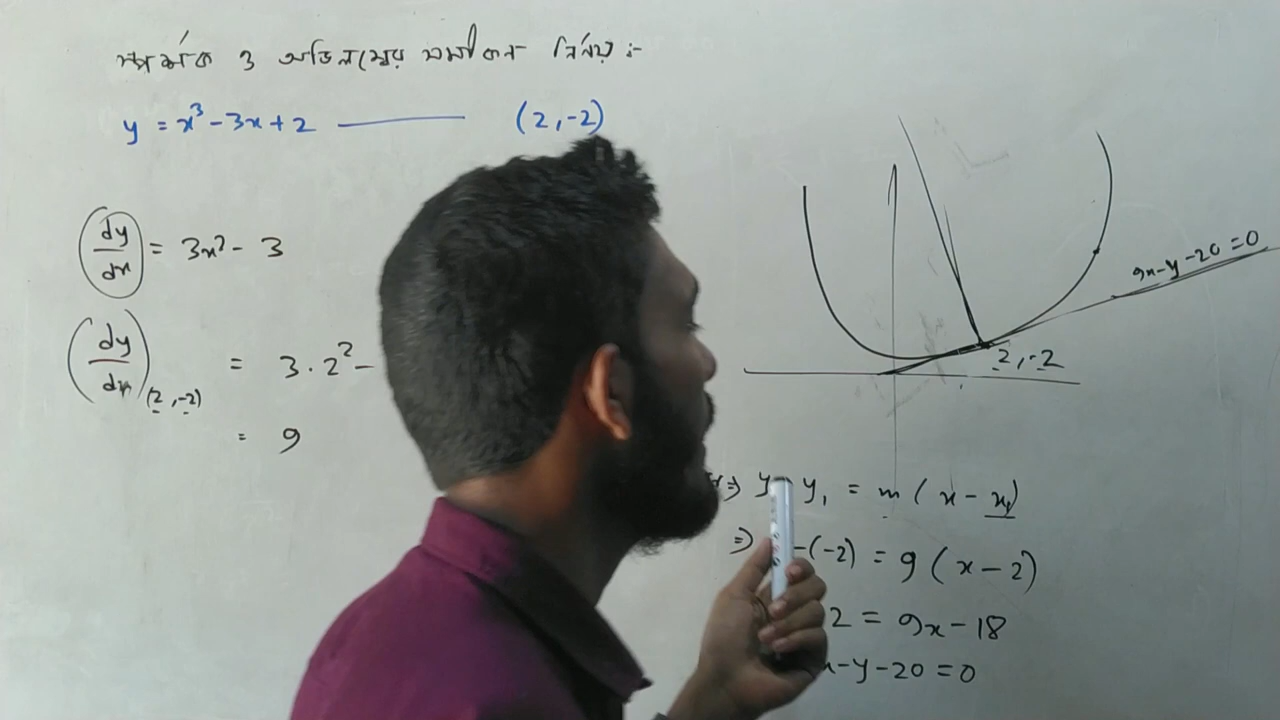 স্পর্শক ও অভিলম্বের সমীকরণ নির্ণয় :-
y = x³ - 3x + 2 ——— (2, -2)
(dy/dx) = 3x² - 3
(dy/dx)(2, -2) = 3 . 2² -
= 9
9x-y-20=0
2, -2
⇒ y y₁ = m ( x - x₁)
⇒ -(-2) = 9 ( x - 2)
2 = 9x - 18
x-y-20=0